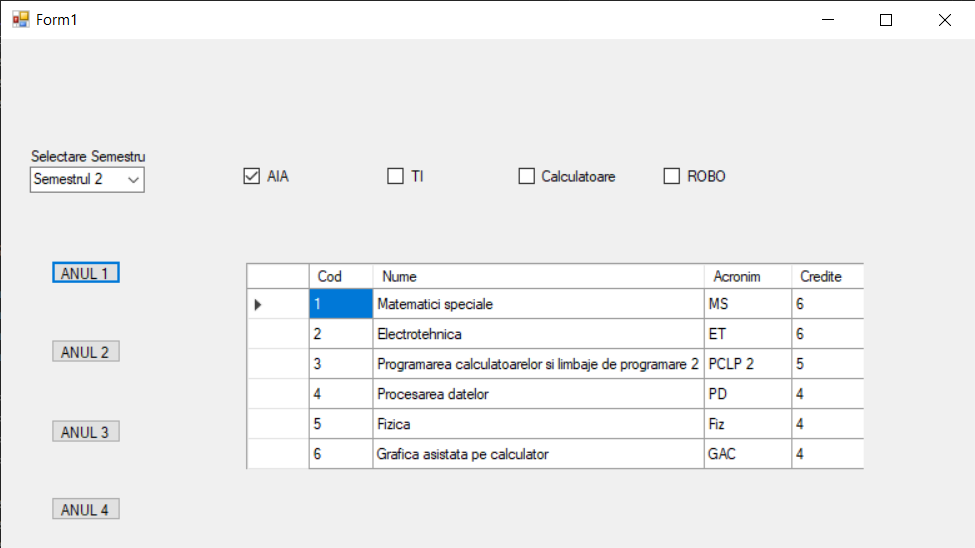 Form1
Selectare Semestru
Semestrul 2
AIA TI Calculatoare ROBO
ANUL 1
ANUL 2
ANUL 3
ANUL 4
Cod Nume Acronim Credite
1 Matematici speciale MS 6
2 Electrotehnica ET 6
3 Programarea calculatoarelor si limbaje de programare 2 PCLP 2 5
4 Procesarea datelor PD 4
5 Fizica Fiz 4
6 Grafica asistata pe calculator GAC 4